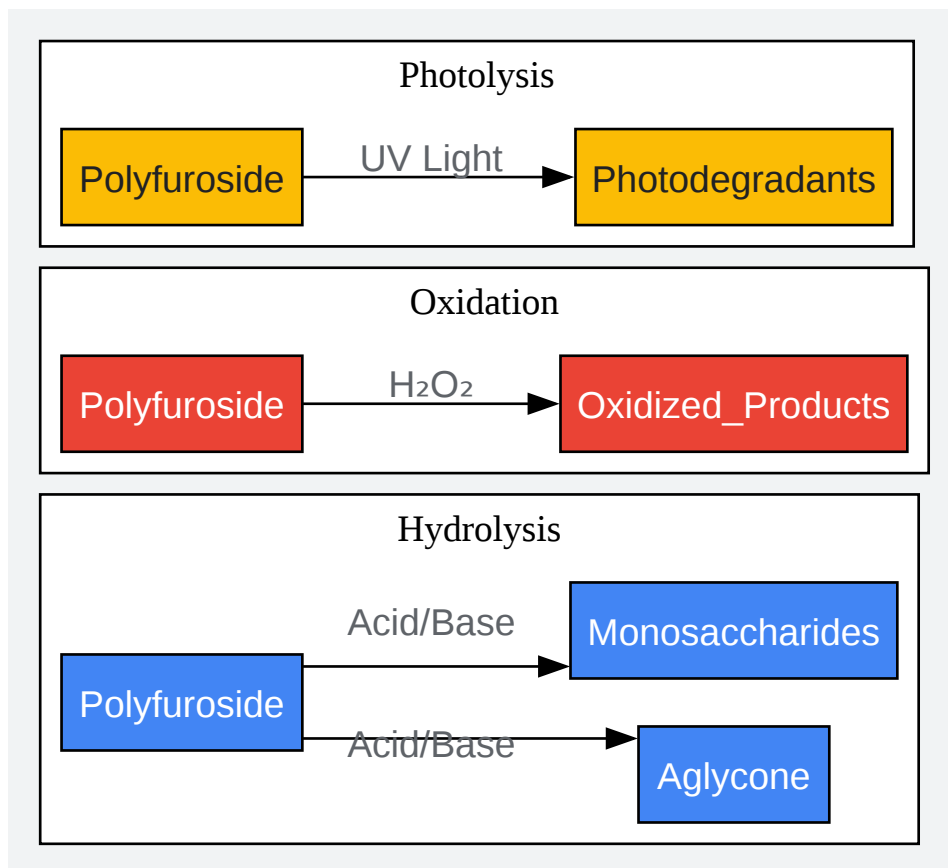 Photolysis
Polyfuroside
UV Light
Photodegradants
Oxidation
Polyfuroside
H₂O₂
Oxidized_Products
Hydrolysis
Polyfuroside
Acid/Base
Monosaccharides
Acid/Base
Aglycone